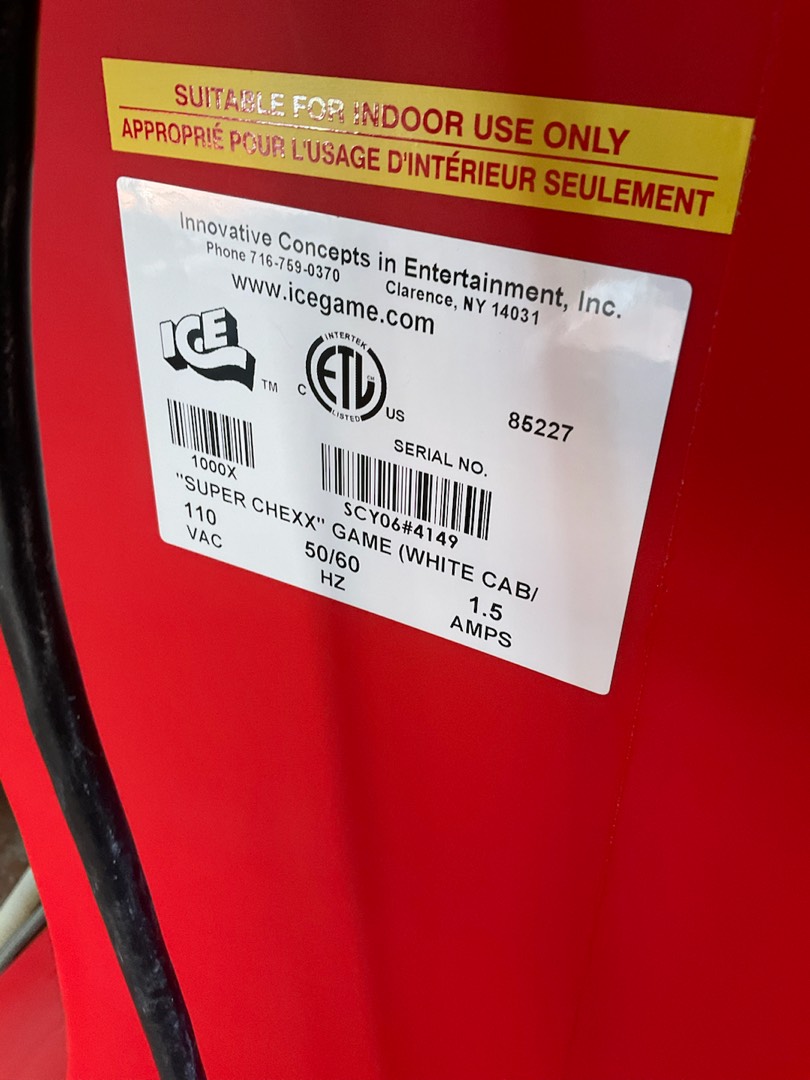 SUITABLE FOR INDOOR USE ONLY
APPROPRIÉ POUR L'USAGE D'INTÉRIEUR SEULEMENT
Innovative Concepts in Entertainment, Inc.
Phone 716-759-0370 Clarence, NY 14031
www.icegame.com
ICE TM
INTERTEK
C ETL CM US
LISTED
85227
SERIAL NO.
1000X
SCY06#4149
"SUPER CHEXX" GAME (WHITE CAB/
110 50/60 1.5
VAC HZ AMPS